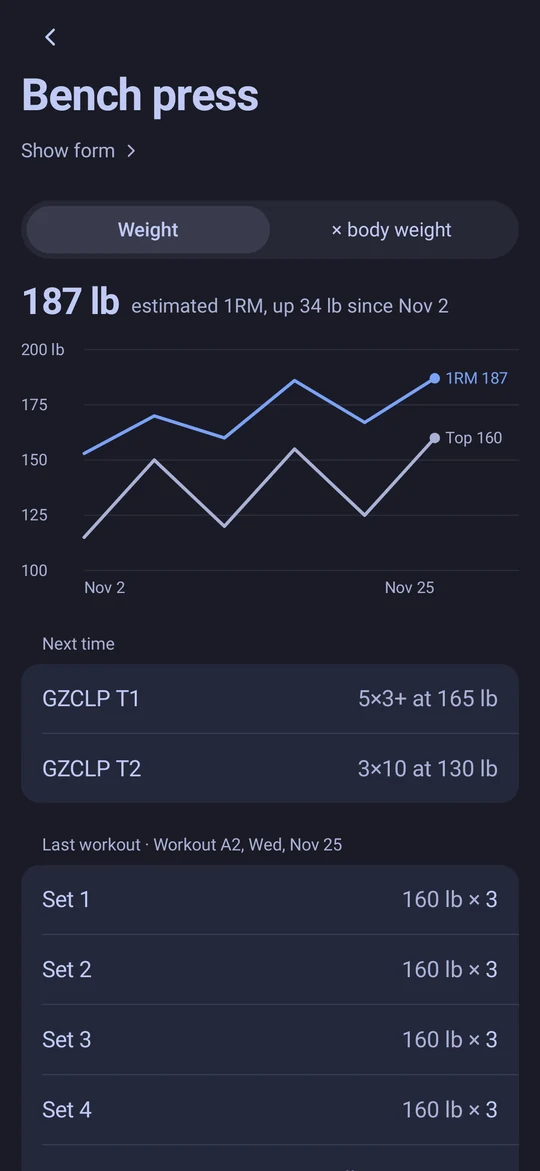 Bench press
Show form
Weight
× body weight
187 lb estimated 1RM, up 34 lb since Nov 2
200 lb
1RM 187
175
Top 160
150
125
100
Nov 2
Nov 25
Next time
GZCLP T1 5×3+ at 165 lb
GZCLP T2 3×10 at 130 lb
Last workout · Workout A2, Wed, Nov 25
Set 1 160 lb × 3
Set 2 160 lb × 3
Set 3 160 lb × 3
Set 4 160 lb × 3